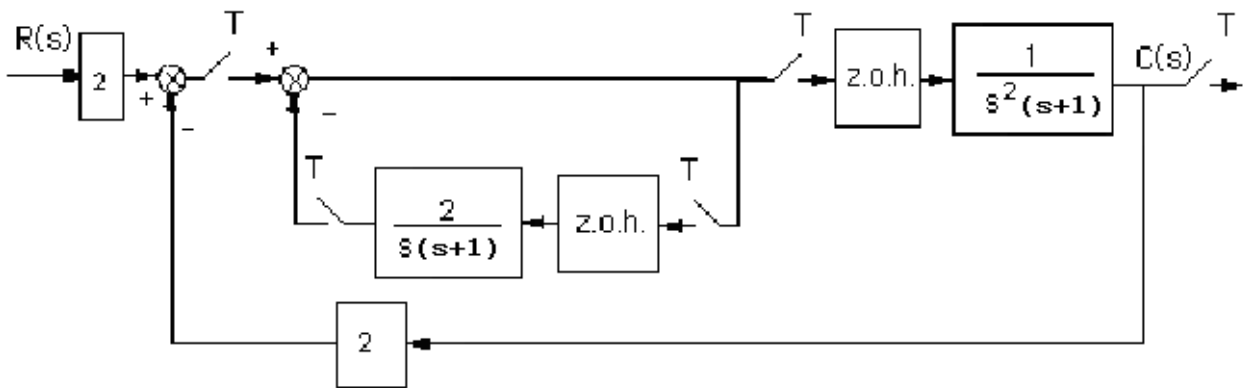 R(s)
2
+
+
-
T
+
-
T
z.o.h.
1
s²(s+1)
C(s)
T
T
2
s(s+1)
z.o.h.
T
2